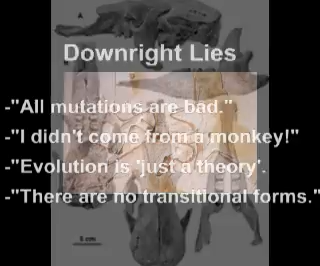 Downright Lies
-"All mutations are bad."
-"I didn't come from a monkey!"
-"Evolution is 'just a theory'.
-"There are no transitional forms."
A
5 cm